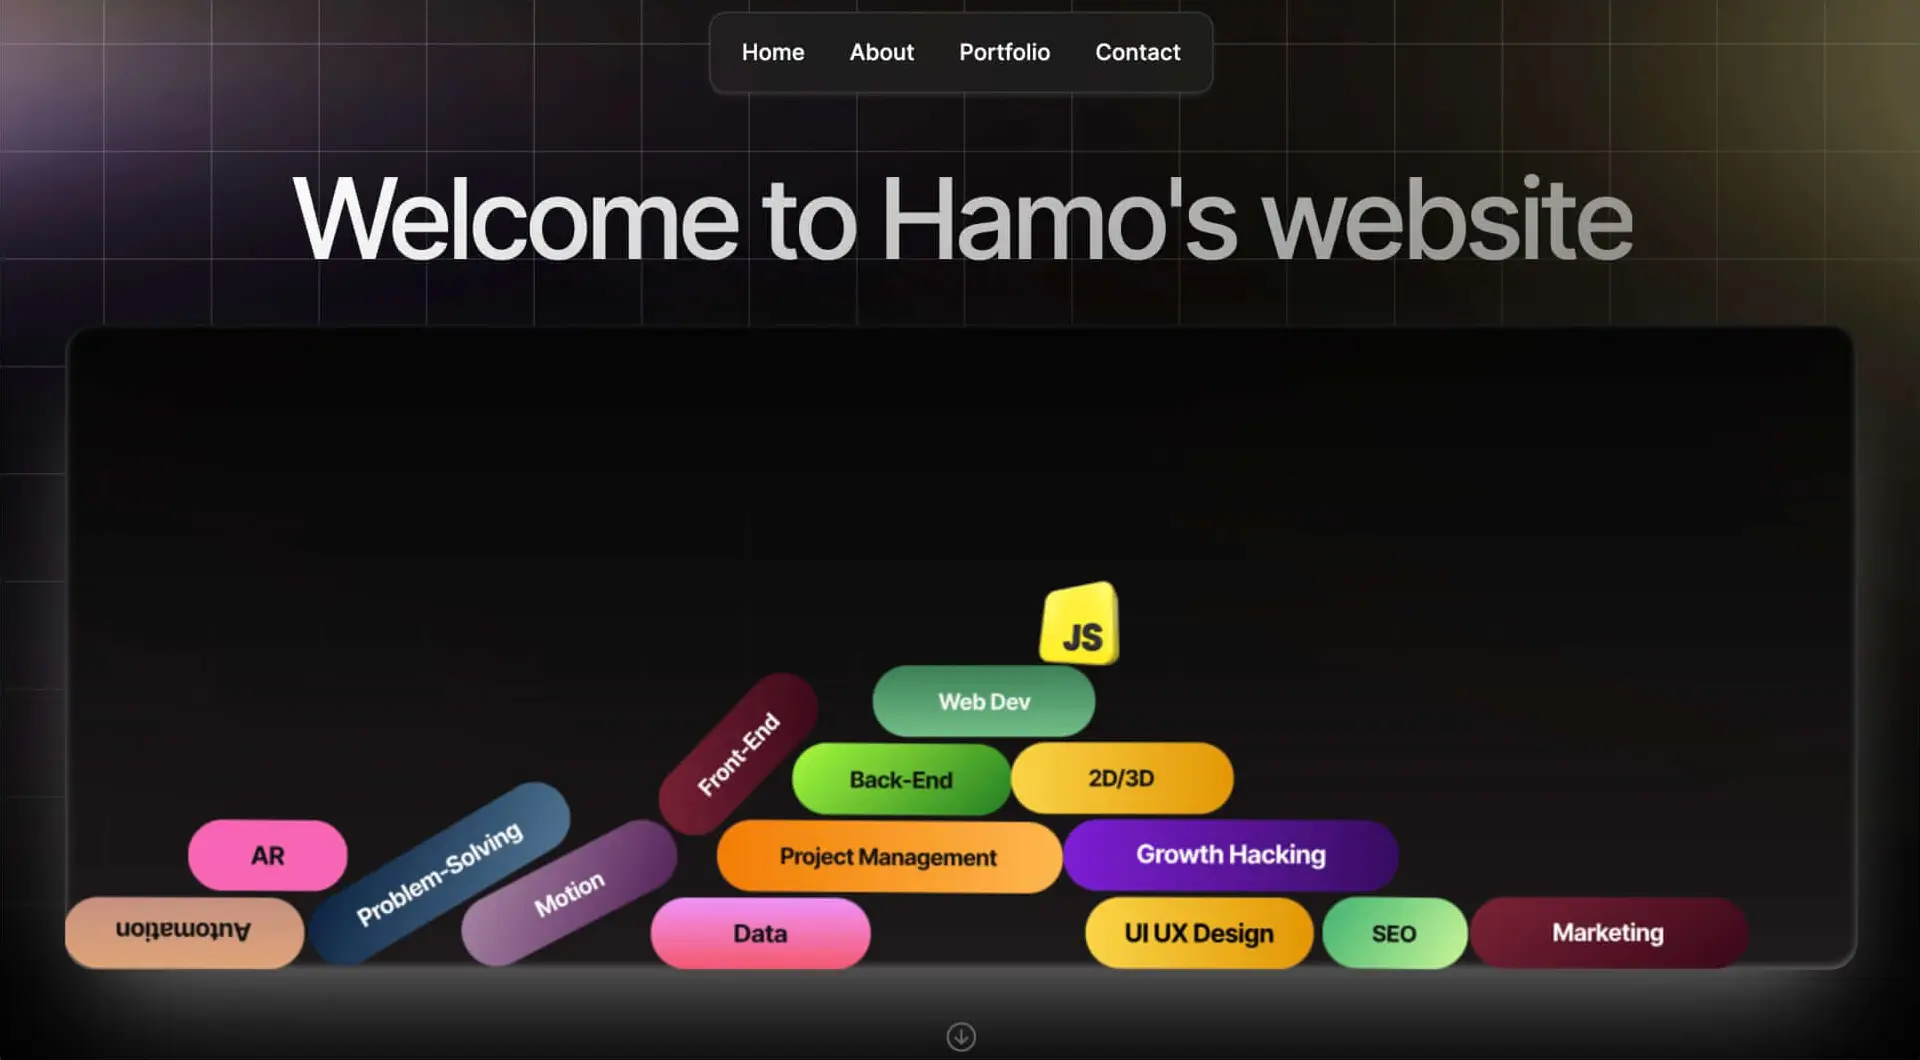 Home About Portfolio Contact
Welcome to Hamo's website
JS
Web Dev
Front-End
Back-End
2D/3D
AR
Problem-Solving
Motion
Project Management
Growth Hacking
Automation
Data
UI UX Design
SEO
Marketing